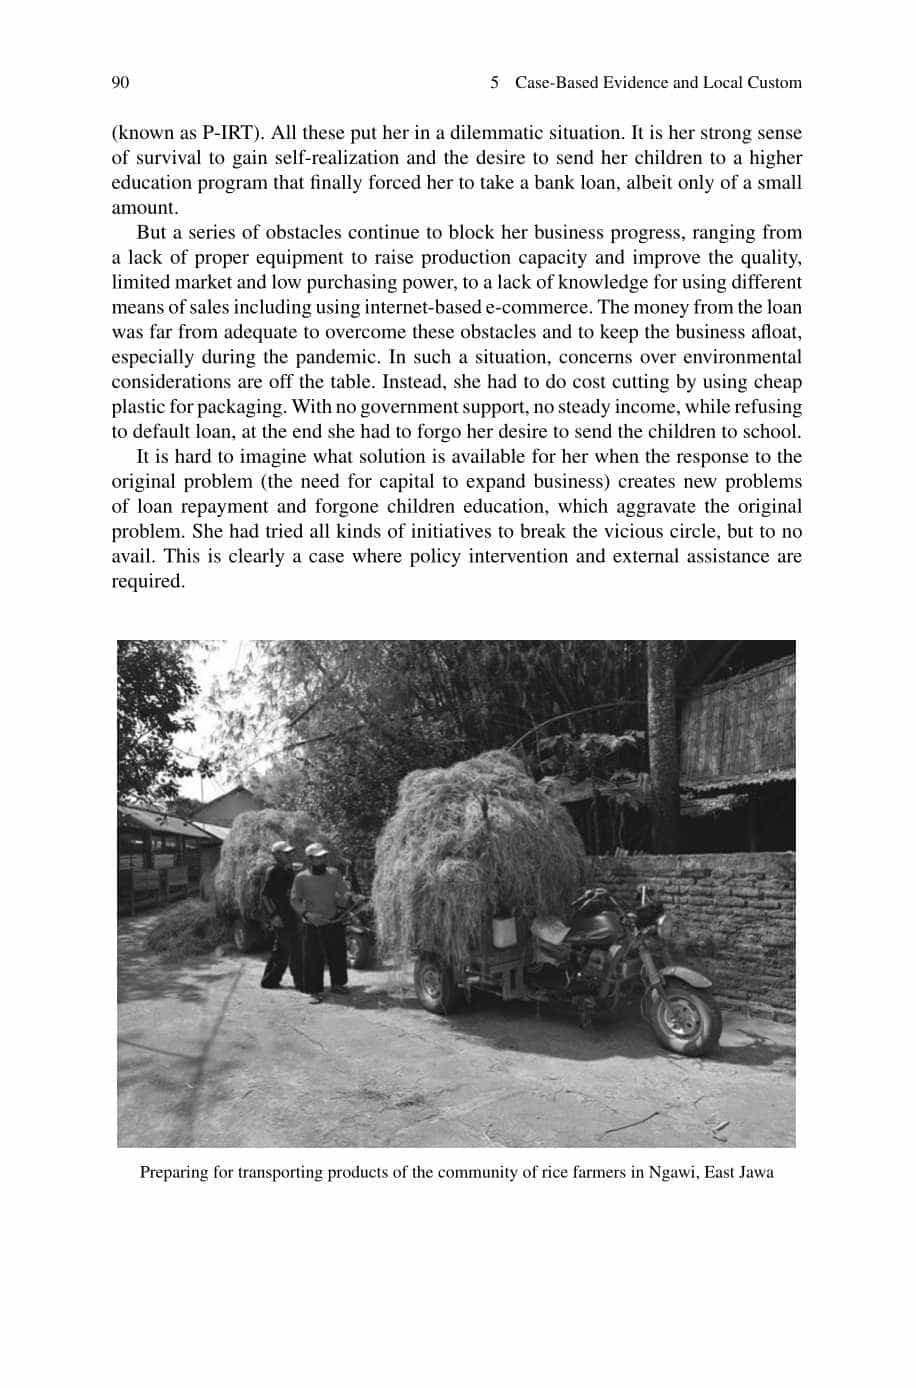 90
5 Case-Based Evidence and Local Custom
(known as P-IRT). All these put her in a dilemmatic situation. It is her strong sense
of survival to gain self-realization and the desire to send her children to a higher
education program that finally forced her to take a bank loan, albeit only of a small
amount.
But a series of obstacles continue to block her business progress, ranging from
a lack of proper equipment to raise production capacity and improve the quality,
limited market and low purchasing power, to a lack of knowledge for using different
means of sales including using internet-based e-commerce. The money from the loan
was far from adequate to overcome these obstacles and to keep the business afloat,
especially during the pandemic. In such a situation, concerns over environmental
considerations are off the table. Instead, she had to do cost cutting by using cheap
plastic for packaging. With no government support, no steady income, while refusing
to default loan, at the end she had to forgo her desire to send the children to school.
It is hard to imagine what solution is available for her when the response to the
original problem (the need for capital to expand business) creates new problems
of loan repayment and forgone children education, which aggravate the original
problem. She had tried all kinds of initiatives to break the vicious circle, but to no
avail. This is clearly a case where policy intervention and external assistance are
required.
Preparing for transporting products of the community of rice farmers in Ngawi, East Jawa